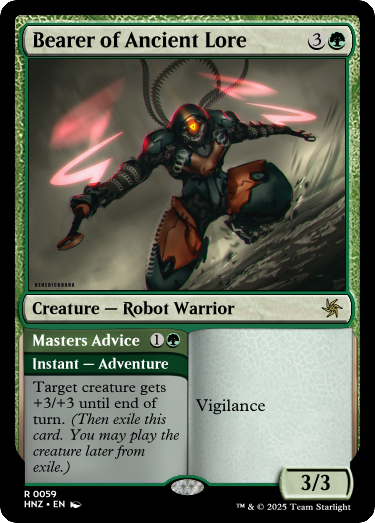 Bearer of Ancient Lore 3
BENEDICKBANA
Creature — Robot Warrior
Masters Advice 1
Instant — Adventure
Target creature gets
+3/+3 until end of
turn. (Then exile this
card. You may play the
creature later from
exile.)
Vigilance
3/3
R 0059
HNZ • EN
™ & © 2025 Team Starlight